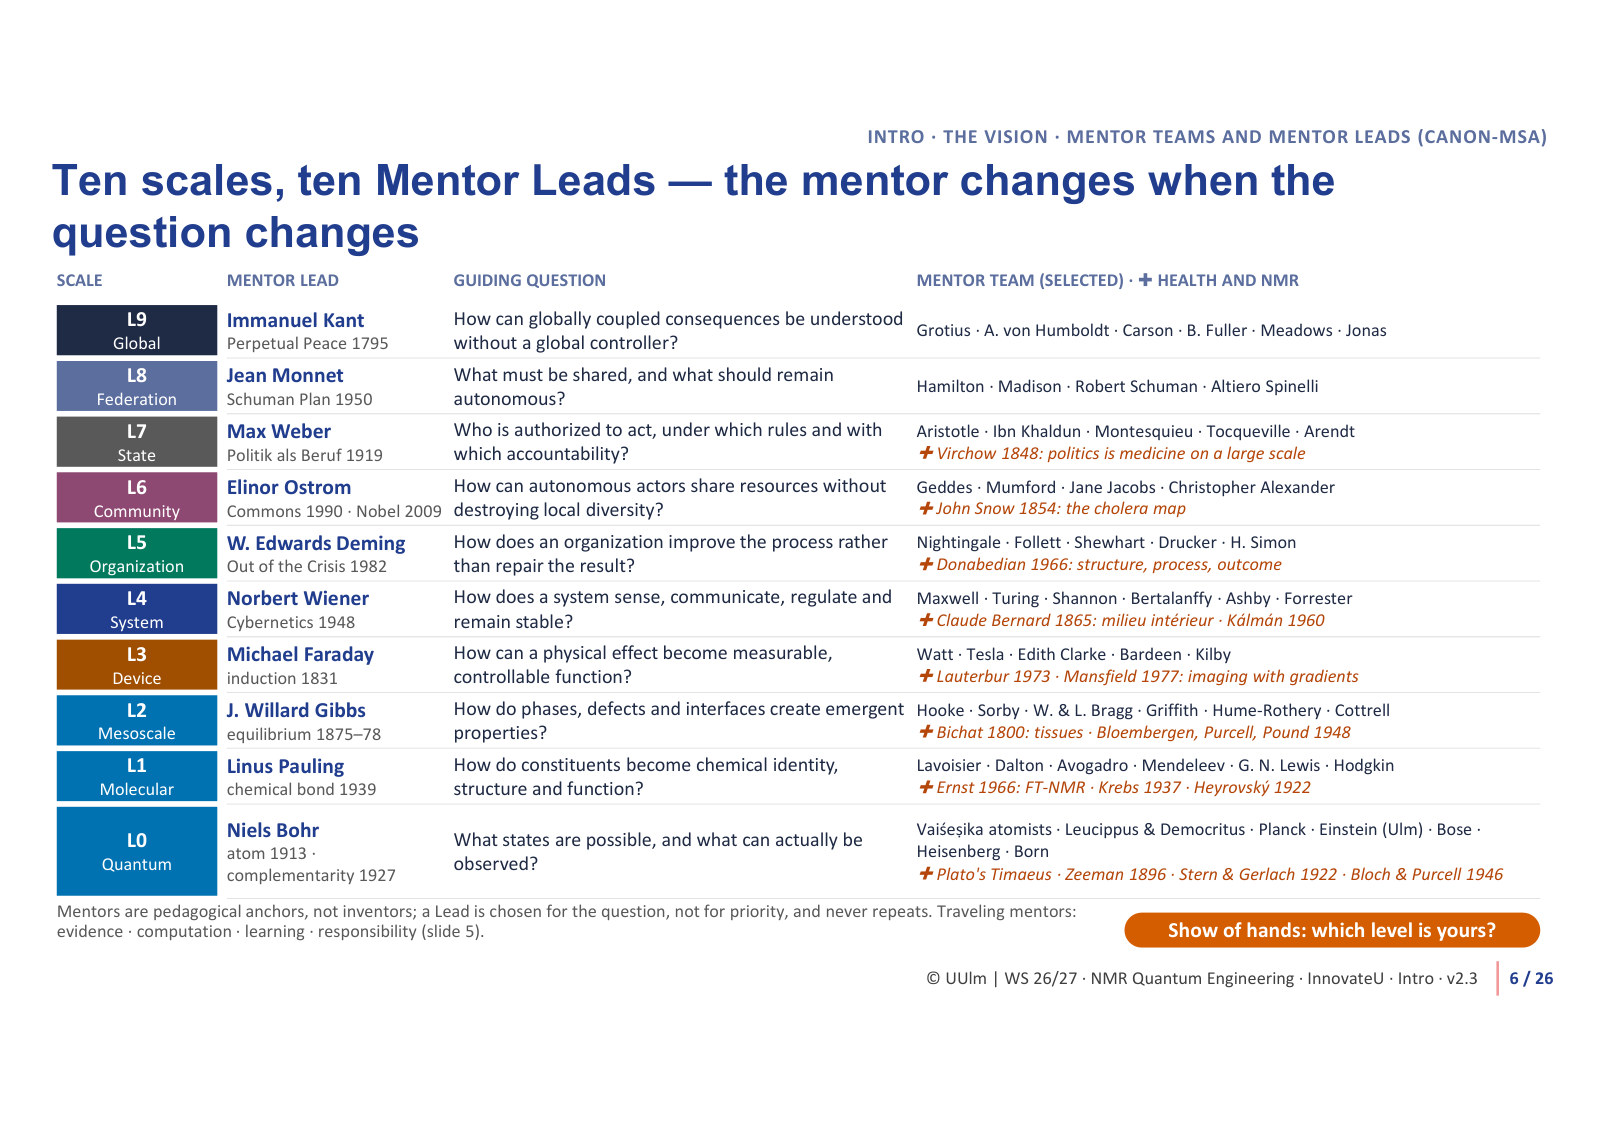 INTRO · THE VISION · MENTOR TEAMS AND MENTOR LEADS (CANON-MSA)
Ten scales, ten Mentor Leads — the mentor changes when the
question changes
SCALE
MENTOR LEAD
GUIDING QUESTION
MENTOR TEAM (SELECTED) · ✚ HEALTH AND NMR
L9
Global
Immanuel Kant
Perpetual Peace 1795
How can globally coupled consequences be understood
without a global controller?
Grotius · A. von Humboldt · Carson · B. Fuller · Meadows · Jonas
L8
Federation
Jean Monnet
Schuman Plan 1950
What must be shared, and what should remain
autonomous?
Hamilton · Madison · Robert Schuman · Altiero Spinelli
L7
State
Max Weber
Politik als Beruf 1919
Who is authorized to act, under which rules and with
which accountability?
Aristotle · Ibn Khaldun · Montesquieu · Tocqueville · Arendt
✚ Virchow 1848: politics is medicine on a large scale
L6
Community
Elinor Ostrom
Commons 1990 · Nobel 2009
How can autonomous actors share resources without
destroying local diversity?
Geddes · Mumford · Jane Jacobs · Christopher Alexander
✚ John Snow 1854: the cholera map
L5
Organization
W. Edwards Deming
Out of the Crisis 1982
How does an organization improve the process rather
than repair the result?
Nightingale · Follett · Shewhart · Drucker · H. Simon
✚ Donabedian 1966: structure, process, outcome
L4
System
Norbert Wiener
Cybernetics 1948
How does a system sense, communicate, regulate and
remain stable?
Maxwell · Turing · Shannon · Bertalanffy · Ashby · Forrester
✚ Claude Bernard 1865: milieu intérieur · Kálmán 1960
L3
Device
Michael Faraday
induction 1831
How can a physical effect become measurable,
controllable function?
Watt · Tesla · Edith Clarke · Bardeen · Kilby
✚ Lauterbur 1973 · Mansfield 1977: imaging with gradients
L2
Mesoscale
J. Willard Gibbs
equilibrium 1875–78
How do phases, defects and interfaces create emergent
properties?
Hooke · Sorby · W. & L. Bragg · Griffith · Hume-Rothery · Cottrell
✚ Bichat 1800: tissues · Bloembergen, Purcell, Pound 1948
L1
Molecular
Linus Pauling
chemical bond 1939
How do constituents become chemical identity,
structure and function?
Lavoisier · Dalton · Avogadro · Mendeleev · G. N. Lewis · Hodgkin
✚ Ernst 1966: FT-NMR · Krebs 1937 · Heyrovský 1922
L0
Quantum
Niels Bohr
atom 1913 ·
complementarity 1927
What states are possible, and what can actually be
observed?
Vaiśeṣika atomists · Leucippus & Democritus · Planck · Einstein (Ulm) · Bose ·
Heisenberg · Born
✚ Plato's Timaeus · Zeeman 1896 · Stern & Gerlach 1922 · Bloch & Purcell 1946
Mentors are pedagogical anchors, not inventors; a Lead is chosen for the question, not for priority, and never repeats. Traveling mentors:
evidence · computation · learning · responsibility (slide 5).
Show of hands: which level is yours?
© UUlm | WS 26/27 · NMR Quantum Engineering · InnovateU · Intro · v2.3
6 / 26